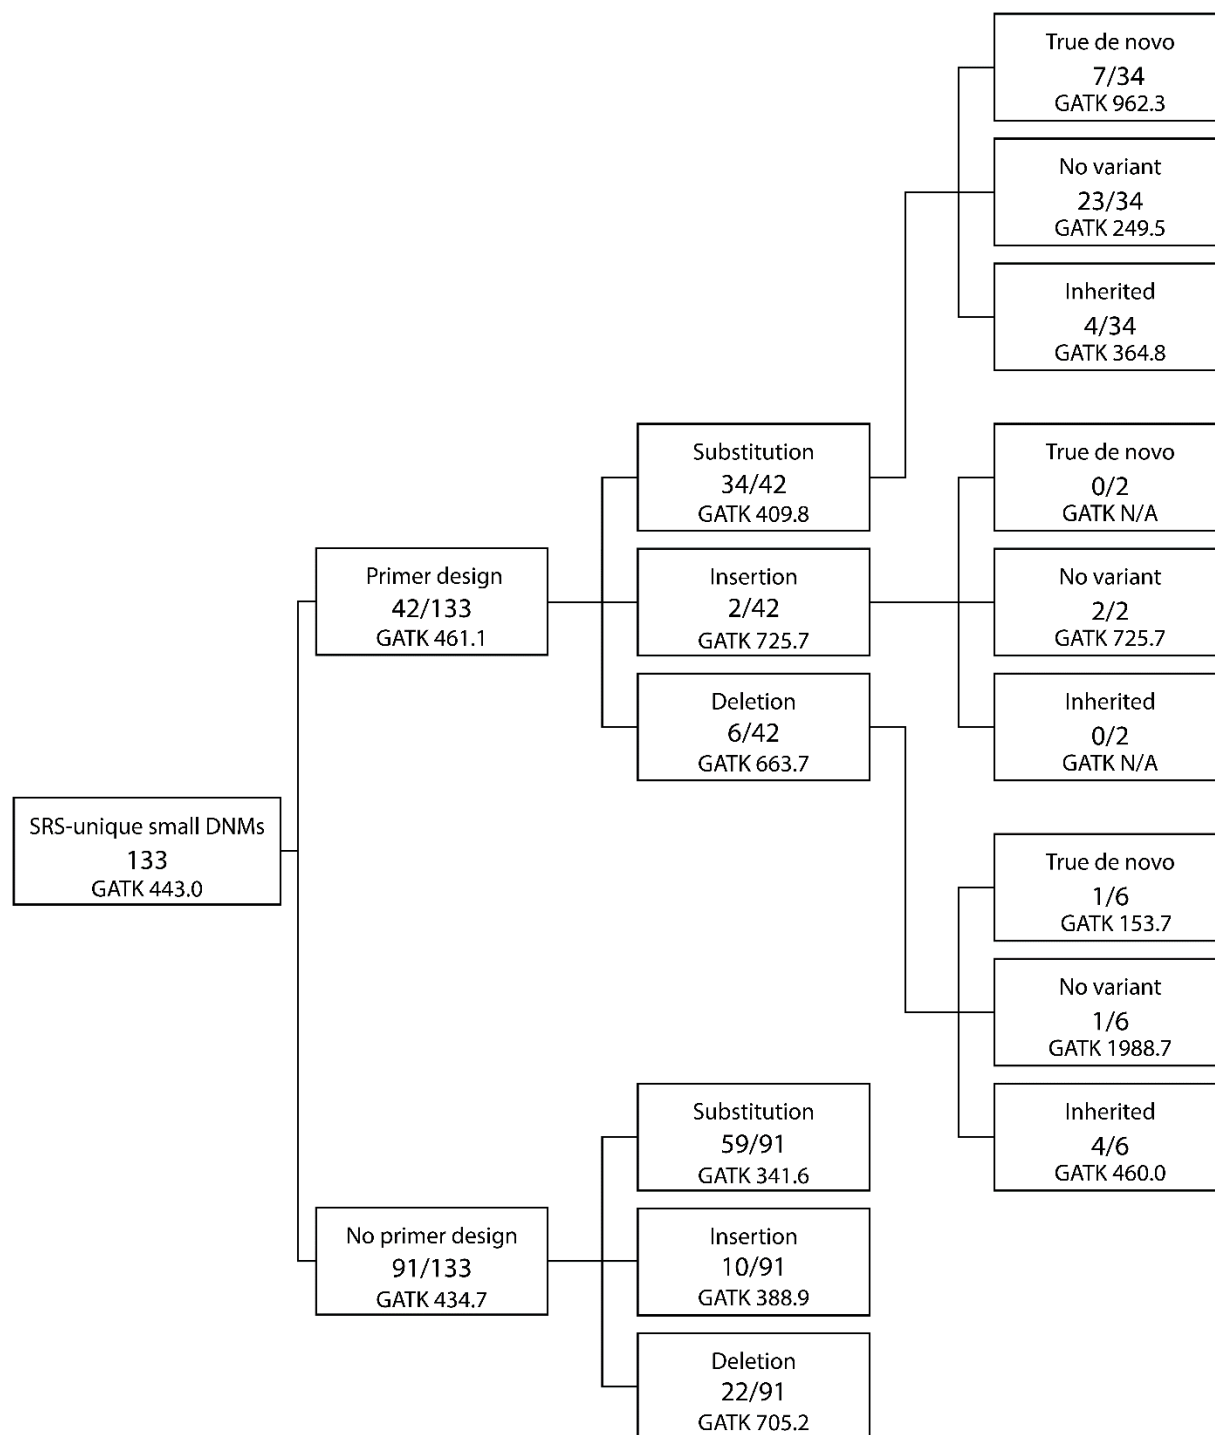 True de novo
7/34
GATK 962.3
No variant
23/34
GATK 249.5
Inherited
4/34
GATK 364.8
Substitution
34/42
GATK 409.8
True de novo
0/2
GATK N/A
Primer design
42/133
GATK 461.1
Insertion
2/42
GATK 725.7
No variant
2/2
GATK 725.7
Deletion
6/42
GATK 663.7
Inherited
0/2
GATK N/A
SRS-unique small DNMs
133
GATK 443.0
True de novo
1/6
GATK 153.7
No variant
1/6
GATK 1988.7
Substitution
59/91
GATK 341.6
Inherited
4/6
GATK 460.0
No primer design
91/133
GATK 434.7
Insertion
10/91
GATK 388.9
Deletion
22/91
GATK 705.2